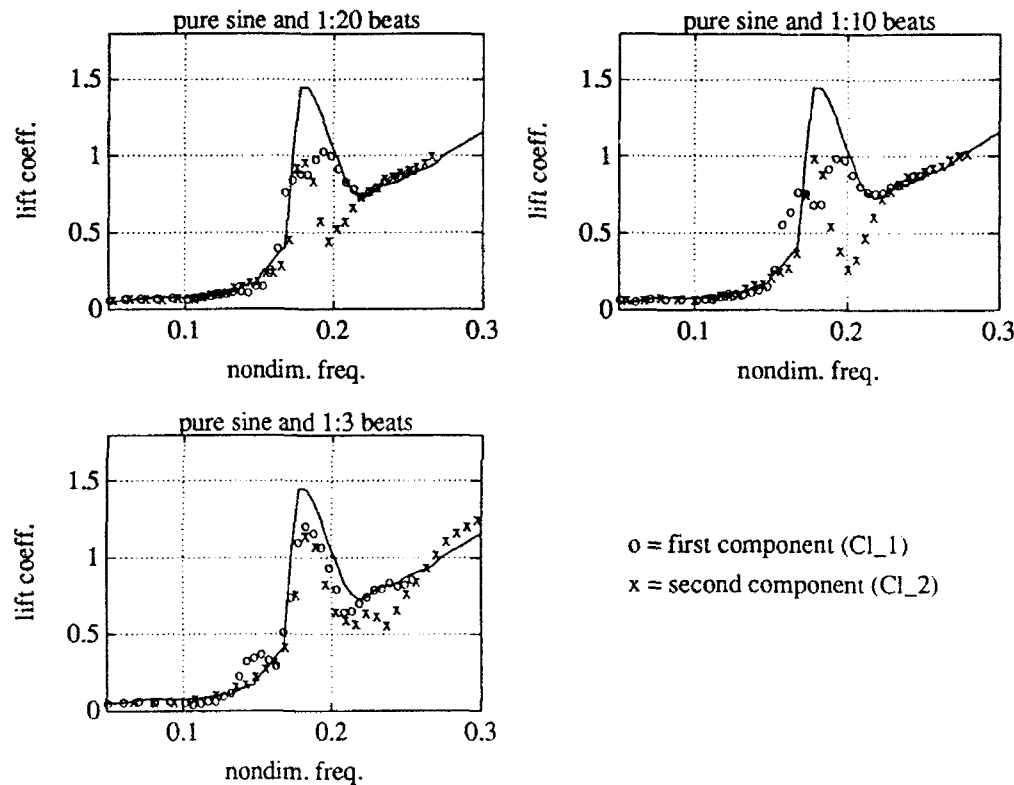 pure sine and 1:20 beats
1.5
1
0.5
0
0.1
0.2
0.3
lift coeff.
nondim. freq.
pure sine and 1:10 beats
1.5
1
0.5
0
0.1
0.2
0.3
lift coeff.
nondim. freq.
pure sine and 1:3 beats
1.5
1
0.5
0
0.1
0.2
0.3
lift coeff.
nondim. freq.
o = first component (Cl_1)
x = second component (Cl_2)